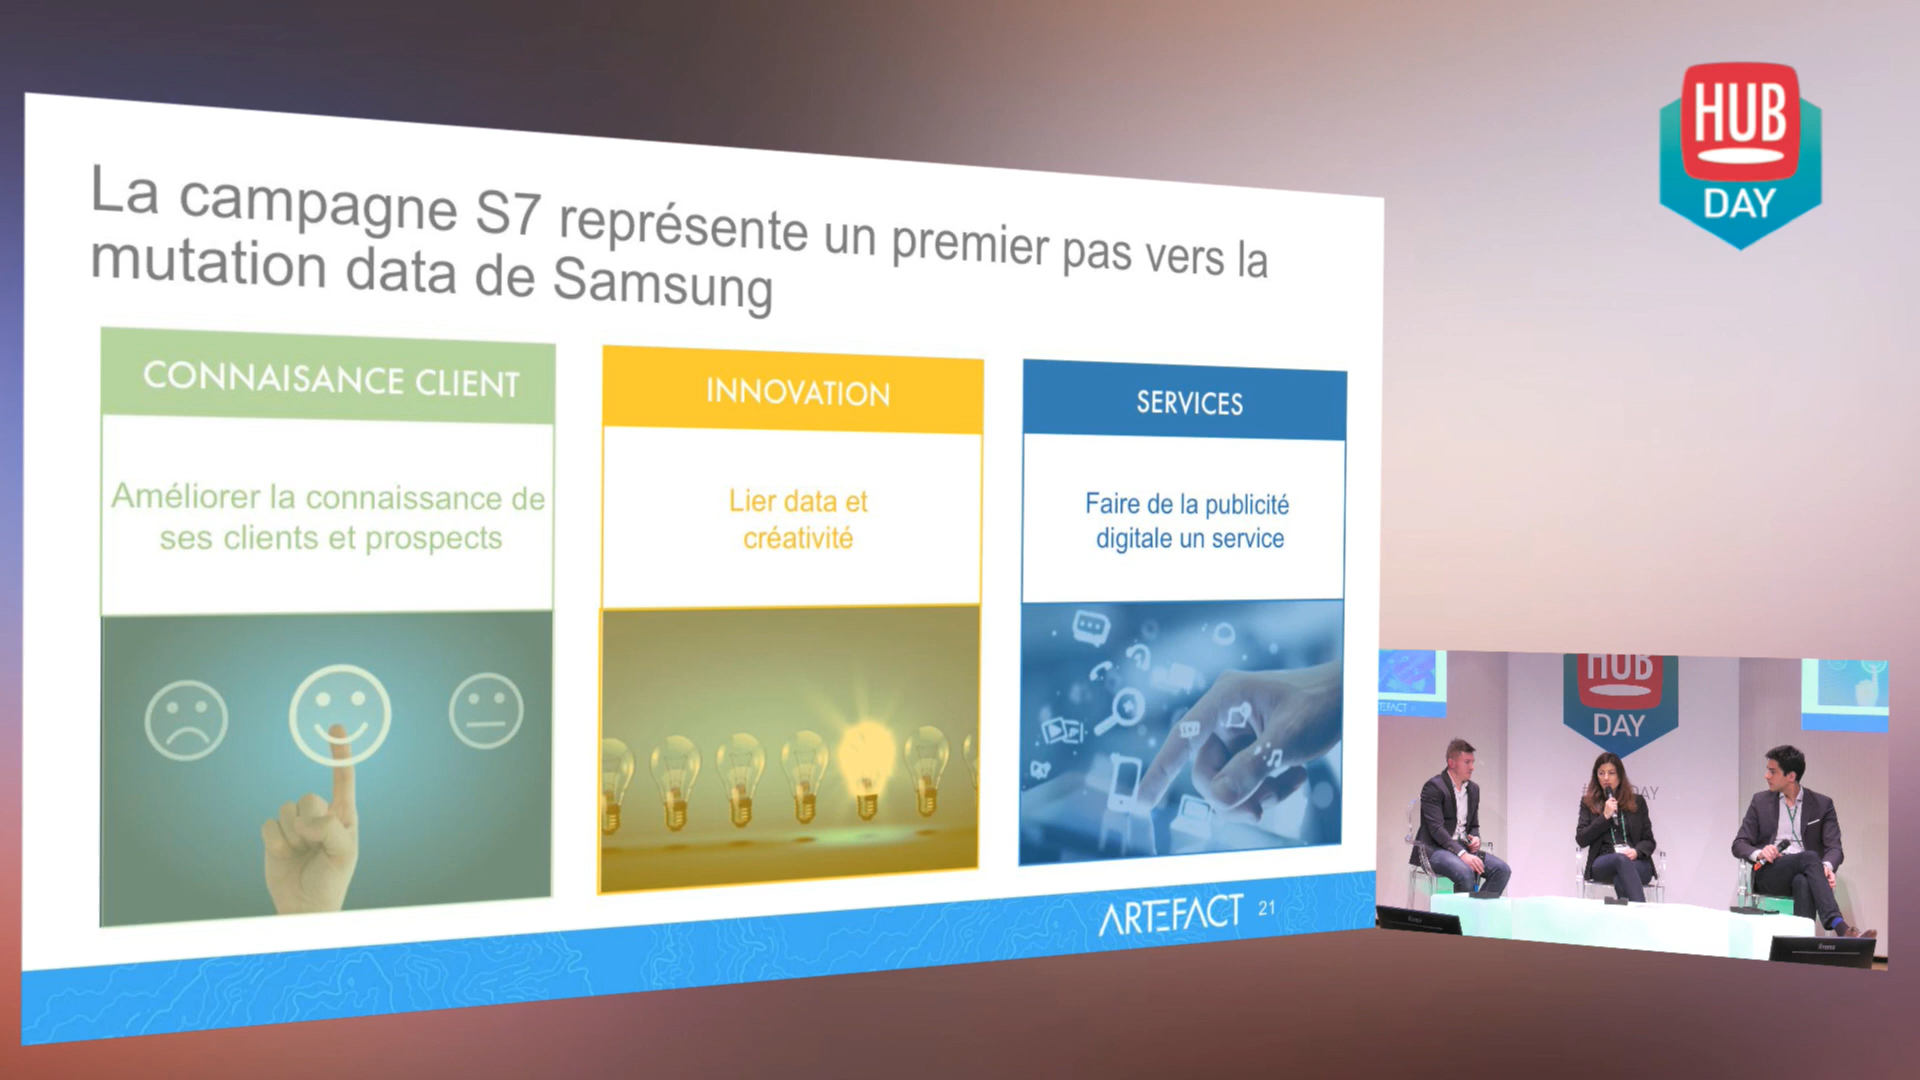 HUB
DAY
La campagne S7 représente un premier pas vers la
mutation data de Samsung
CONNAISANCE CLIENT
Améliorer la connaissance de
ses clients et prospects
INNOVATION
Lier data et
créativité
SERVICES
Faire de la publicité
digitale un service
ARTEFACT 21
HUB
DAY